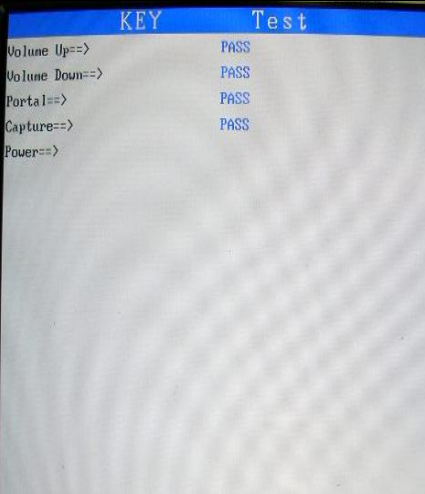 KEY Test
Volume Up==> PASS
Volume Down==> PASS
Portal==> PASS
Capture==> PASS
Power==>